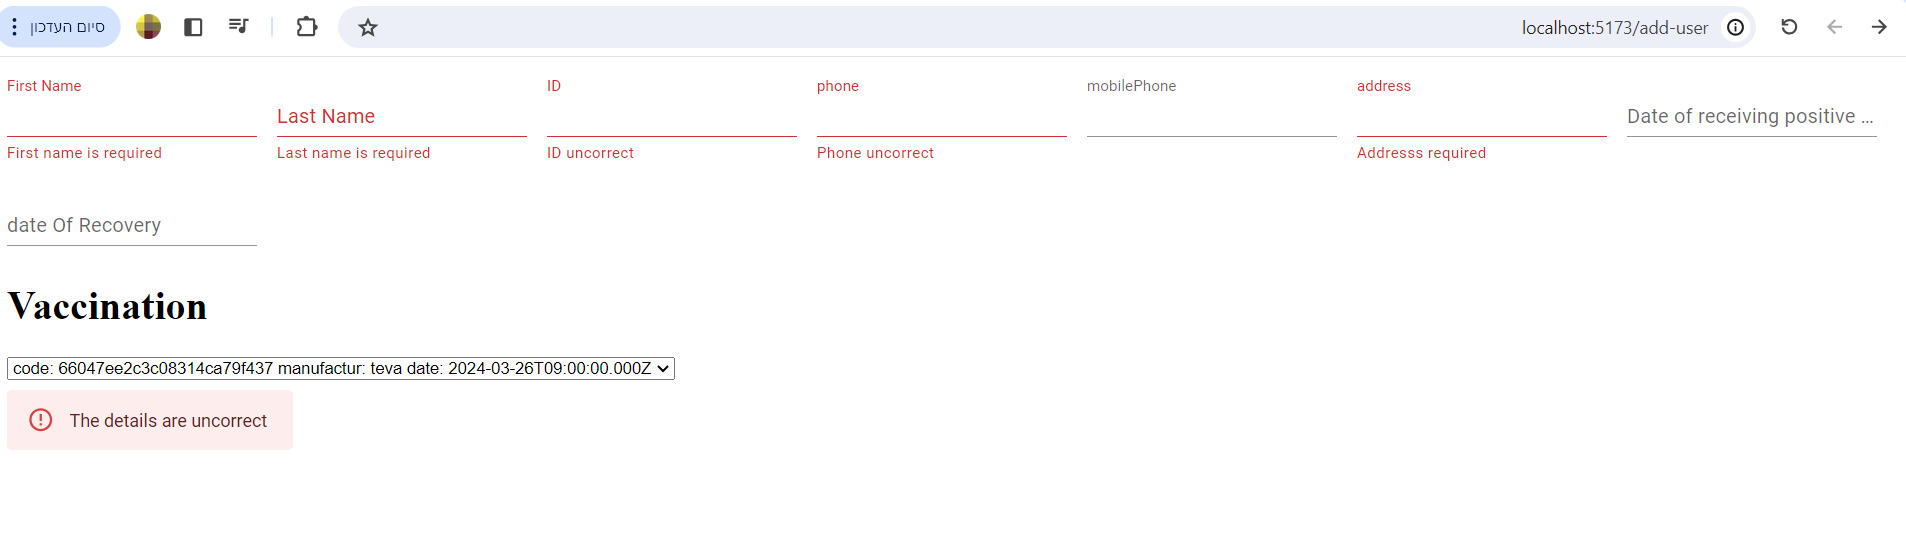 סיום העדכון
localhost:5173/add-user
First Name
Last Name
ID
phone
mobilePhone
address
Date of receiving positive ...
First name is required
Last name is required
ID uncorrect
Phone uncorrect
Addresss required
date Of Recovery
Vaccination
code: 66047ee2c3c08314ca79f437 manufactur: teva date: 2024-03-26T09:00:00.000Z
The details are uncorrect